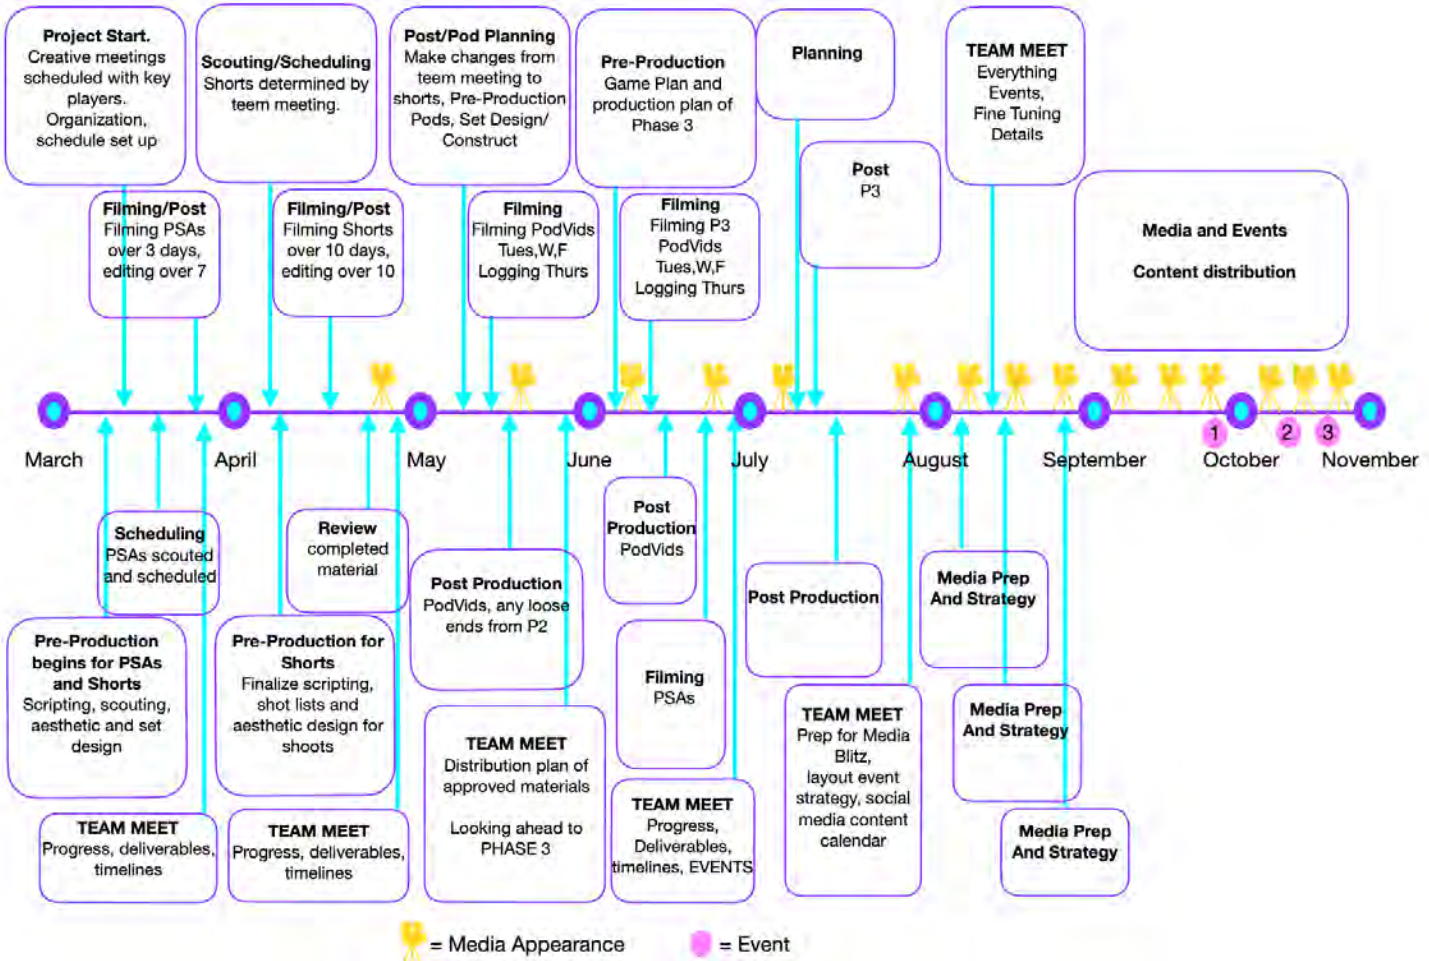 Project Start.
Creative meetings
scheduled with key
players.
Organization,
schedule set up
Scouting/Scheduling
Shorts determined by
teem meeting.
Post/Pod Planning
Make changes from
team meeting to
shorts, Pre-Production
Pods, Set Design/
Construct
Pre-Production
Game Plan and
production plan of
Phase 3
Planning
TEAM MEET
Everything
Events,
Fine Tuning
Details
Filming/Post
Filming PSAs
over 3 days,
editing over 7
Filming/Post
Filming Shorts
over 10 days,
editing over 10
Filming
Filming PodVids
Tues,W,F
Logging Thurs
Filming
Filming P3
PodVids
Tues,W,F
Logging Thurs
Post
P3
Media and Events
Content distribution
1
2
3
March
April
May
June
July
August
September
October
November
Scheduling
PSAs scouted
and scheduled
Review
completed
material
Post Production
PodVids, any loose
ends from P2
Post
Production
PodVids
Post Production
Media Prep
And Strategy
Pre-Production
begins for PSAs
and Shorts
Scripting, scouting,
aesthetic and set
design
Pre-Production for
Shorts
Finalize scripting,
shot lists and
aesthetic design for
shoots
Filming
PSAs
TEAM MEET
Distribution plan of
approved materials
Looking ahead to
PHASE 3
TEAM MEET
Prep for Media
Blitz,
layout event
strategy, social
media content
calendar
Media Prep
And Strategy
TEAM MEET
Progress, deliverables,
timelines
TEAM MEET
Progress, deliverables,
timelines
TEAM MEET
Progress,
Deliverables,
timelines, EVENTS
Media Prep
And Strategy
= Media Appearance
= Event